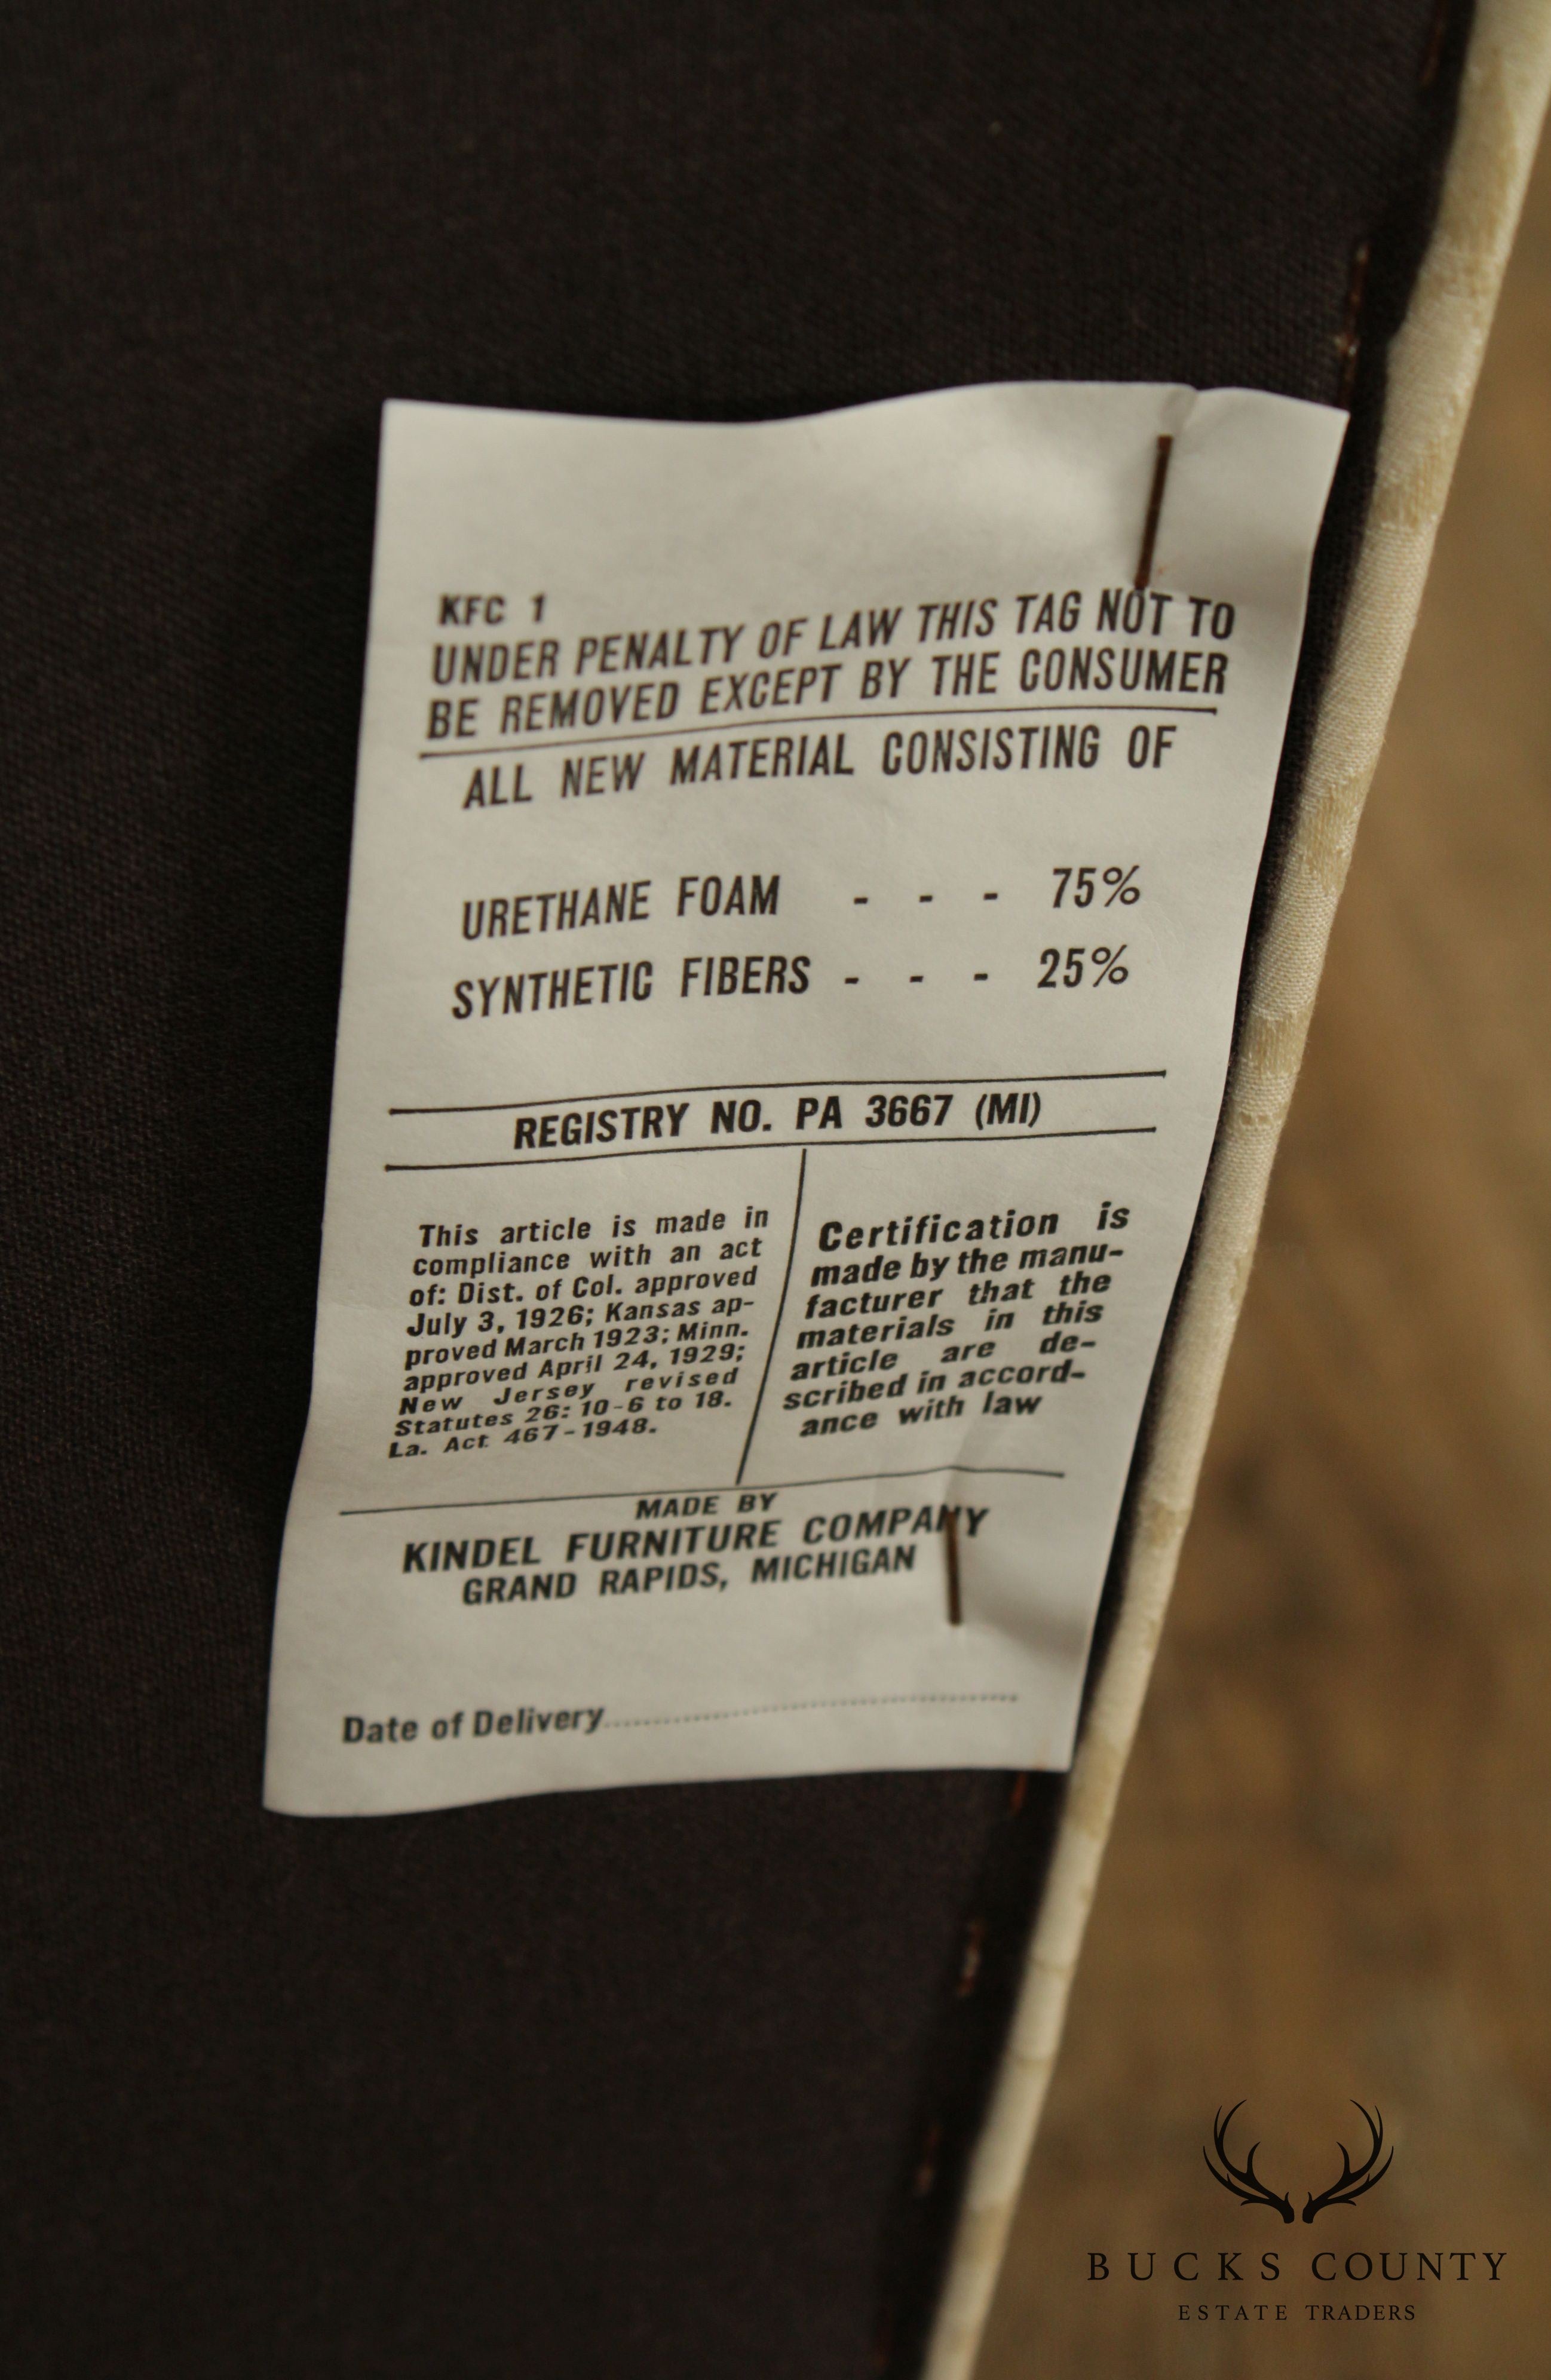 KFC 1
UNDER PENALTY OF LAW THIS TAG NOT TO
BE REMOVED EXCEPT BY THE CONSUMER
ALL NEW MATERIAL CONSISTING OF
URETHANE FOAM - - - 75%
SYNTHETIC FIBERS - - - 25%
REGISTRY NO. PA 3667 (MI)
This article is made in
compliance with an act
of: Dist. of Col. approved
July 3, 1926; Kansas ap-
proved March 1923; Minn.
approved April 24, 1929;
New Jersey revised
Statutes 26: 10-6 to 18.
La. Act 467-1948.
Certification is
made by the manu-
facturer that the
materials in this
article are de-
scribed in accord-
ance with law
MADE BY
KINDEL FURNITURE COMPANY
GRAND RAPIDS, MICHIGAN
Date of Delivery....................
BUCKS COUNTY
ESTATE TRADERS